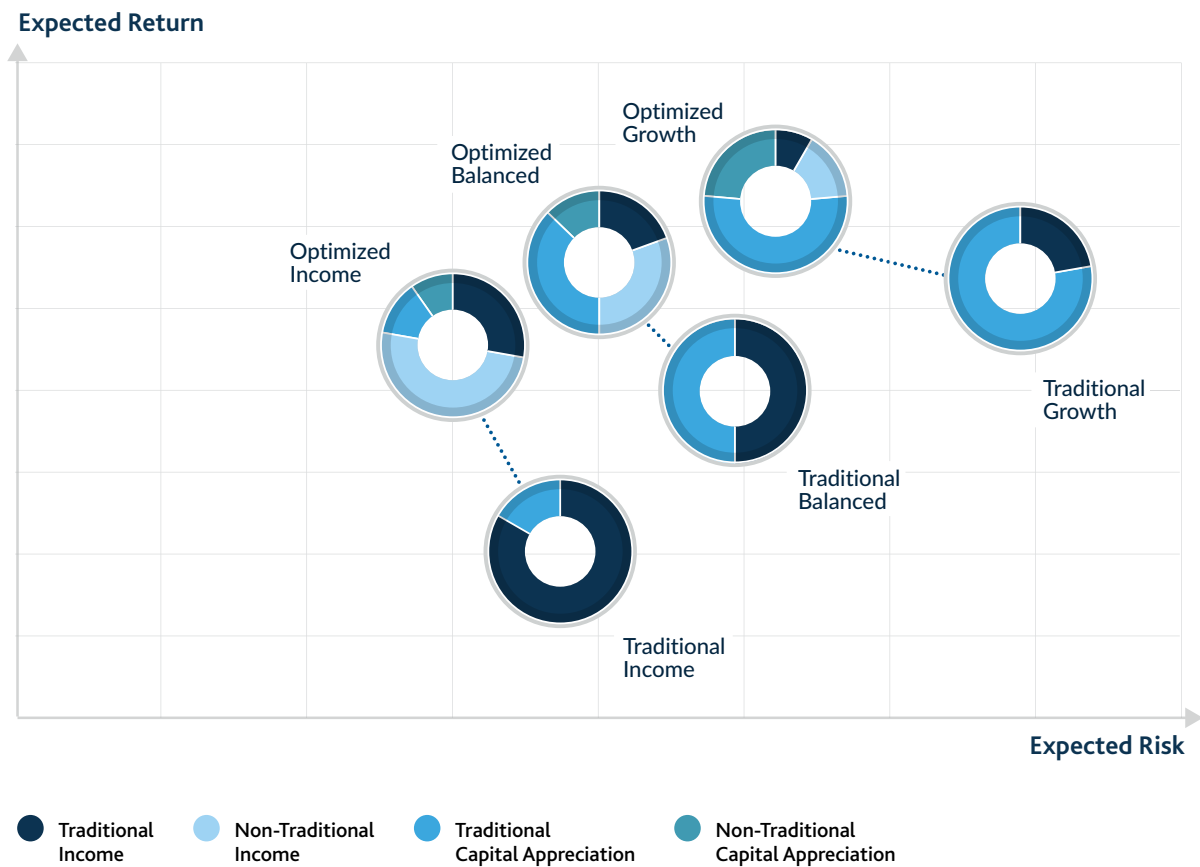 Expected Return
Optimized
Growth
Optimized
Balanced
Optimized
Income
Traditional
Growth
Traditional
Balanced
Traditional
Income
Expected Risk
Traditional
Income
Non-Traditional
Income
Traditional
Capital Appreciation
Non-Traditional
Capital Appreciation